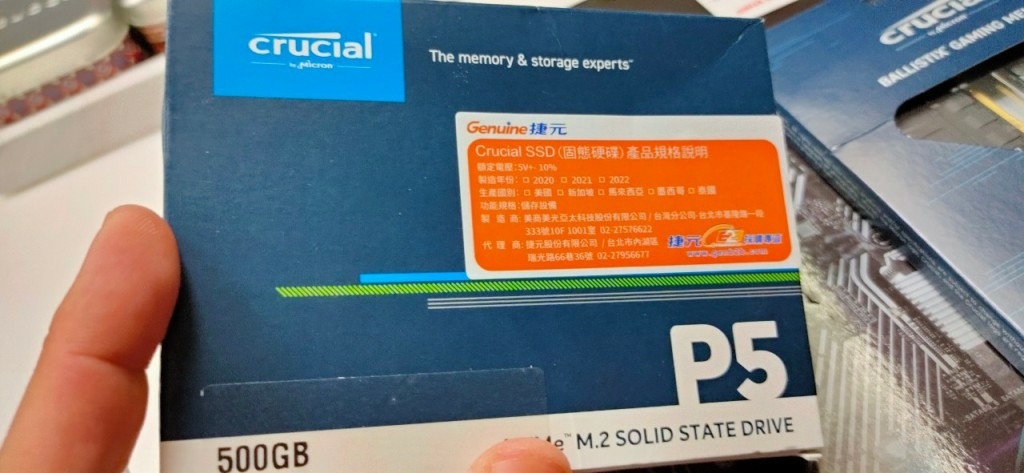 crucial
by Micron
The memory & storage experts™
Genuine 捷元
Crucial SSD (固態硬碟) 產品規格說明
額定電壓:5V+- 10%
製造年份: □ 2020 □ 2021 □ 2022
生產國別: □ 美國 □ 新加坡 □ 馬來西亞 □ 墨西哥 □ 泰國
功能規格:儲存設備
製 造 商:美商美光亞太科技股份有限公司 / 台灣分公司-台北市基隆路一段
333號10F 1001室 02-27576622
代 理 商:捷元股份有限公司 / 台北市內湖區
瑞光路66巷36號 02-27956677
捷元
P5
™ M.2 SOLID STATE DRIVE
500GB
crucial
BALLISTIX GAMING